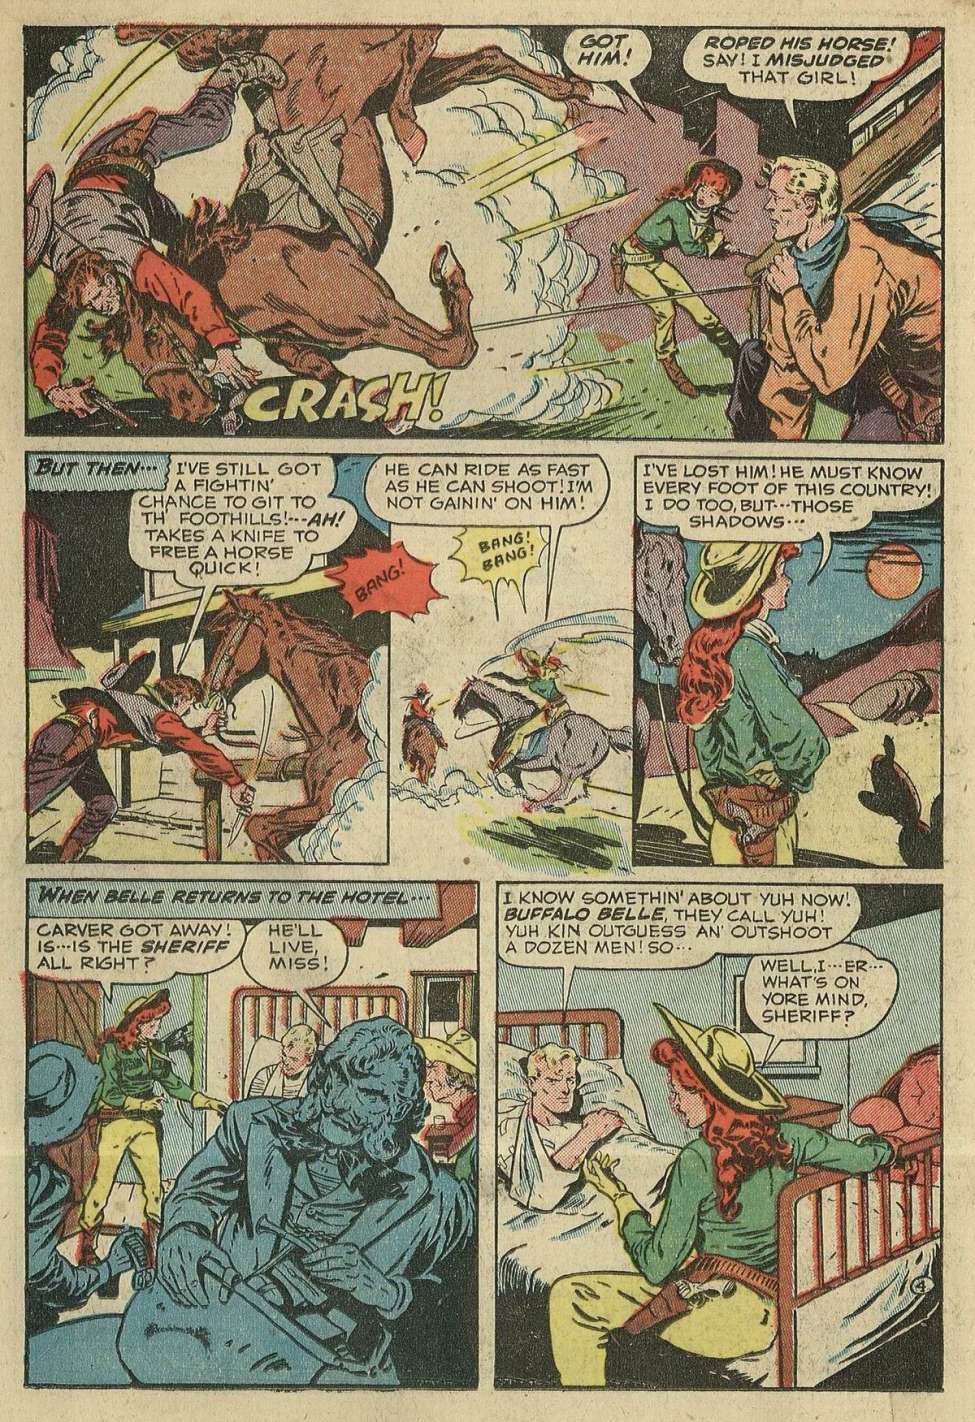 GOT
HIM!
ROPED HIS HORSE!
SAY! I MISJUDGED
THAT GIRL!
CRASH!
BUT THEN---
I'VE STILL GOT
A FIGHTIN'
CHANCE TO GIT TO
TH' FOOTHILLS!---AH!
TAKES A KNIFE TO
FREE A HORSE
QUICK!
BANG!
HE CAN RIDE AS FAST
AS HE CAN SHOOT! I'M
NOT GAININ' ON HIM!
BANG!
BANG!
I'VE LOST HIM! HE MUST KNOW
EVERY FOOT OF THIS COUNTRY!
I DO TOO, BUT---THOSE
SHADOWS---
WHEN BELLE RETURNS TO THE HOTEL---
CARVER GOT AWAY!
IS---IS THE SHERIFF
ALL RIGHT?
HE'LL
LIVE,
MISS!
I KNOW SOMETHIN' ABOUT YUH NOW!
BUFFALO BELLE, THEY CALL YUH!
YUH KIN OUTGUESS AN' OUTSHOOT
A DOZEN MEN! SO---
WELL, I---ER---
WHAT'S ON
YORE MIND,
SHERIFF?
4